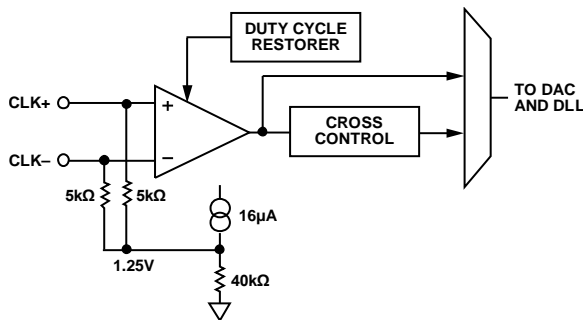 DUTY CYCLE
RESTORER
CLK+
+
TO DAC
AND DLL
CROSS
CONTROL
CLK–
–
5kΩ
5kΩ
16µA
1.25V
40kΩ